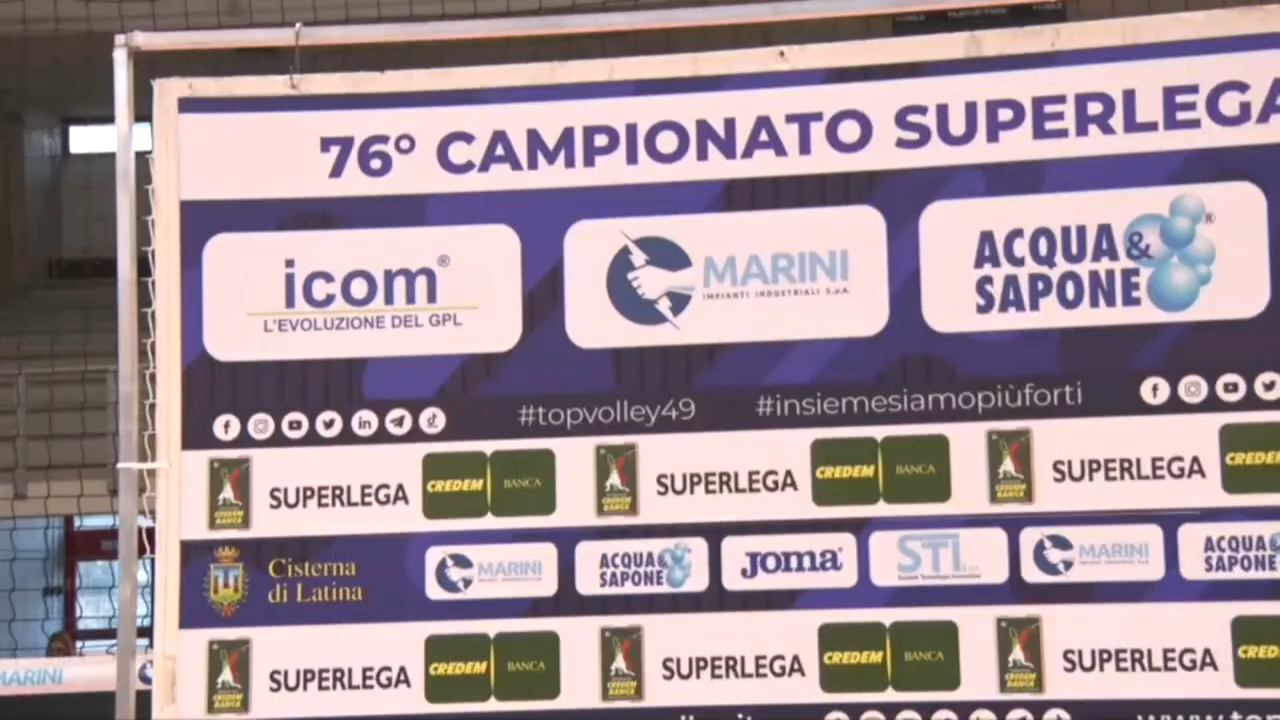 76° CAMPIONATO SUPERLEGA
icom®
L'EVOLUZIONE DEL GPL
MARINI
IMPIANTI INDUSTRIALI S.p.A.
ACQUA &
SAPONE ®
#topvolley49 #insiemesiamopiùforti
SUPERLEGA CREDEM BANCA SUPERLEGA CREDEM BANCA SUPERLEGA CREDEM
Cisterna
di Latina
MARINI ACQUA & SAPONE Joma STI MARINI ACQUA & SAPONE
SUPERLEGA CREDEM BANCA SUPERLEGA CREDEM BANCA SUPERLEGA
MARINI